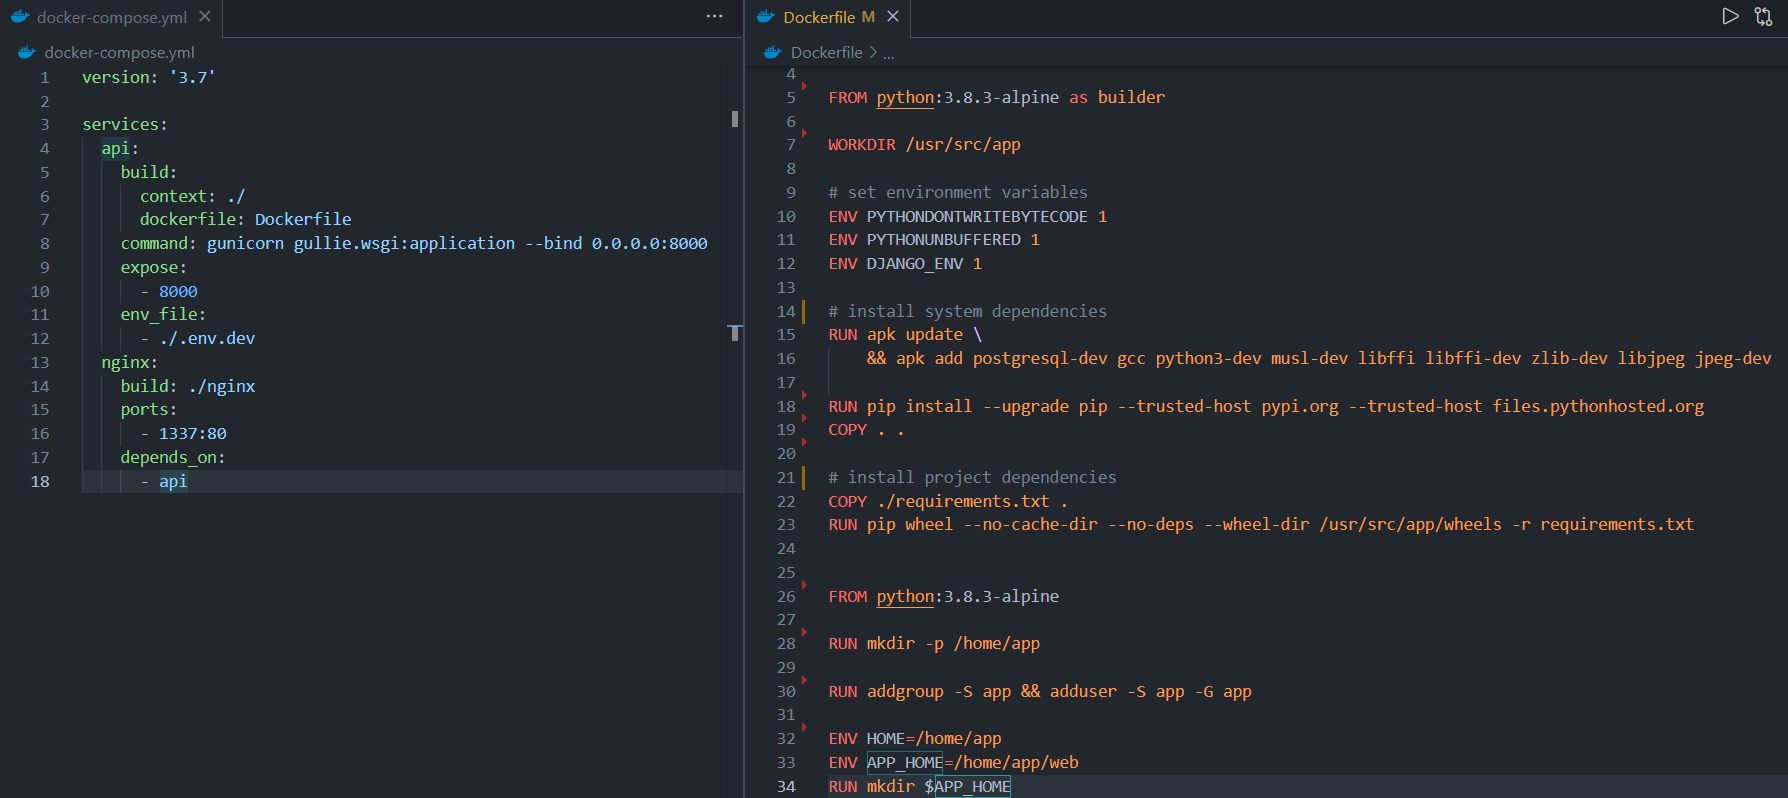 docker-compose.yml
docker-compose.yml
1 version: '3.7'
2
3 services:
4 api:
5 build:
6 context: ./
7 dockerfile: Dockerfile
8 command: gunicorn gullie.wsgi:application --bind 0.0.0.0:8000
9 expose:
10 - 8000
11 env_file:
12 - ./.env.dev
13 nginx:
14 build: ./nginx
15 ports:
16 - 1337:80
17 depends_on:
18 - api
Dockerfile M
Dockerfile > ...
4
5 FROM python:3.8.3-alpine as builder
6
7 WORKDIR /usr/src/app
8
9 # set environment variables
10 ENV PYTHONDONTWRITEBYTECODE 1
11 ENV PYTHONUNBUFFERED 1
12 ENV DJANGO_ENV 1
13
14 # install system dependencies
15 RUN apk update \
16 && apk add postgresql-dev gcc python3-dev musl-dev libffi libffi-dev zlib-dev libjpeg jpeg-dev
17
18 RUN pip install --upgrade pip --trusted-host pypi.org --trusted-host files.pythonhosted.org
19 COPY . .
20
21 # install project dependencies
22 COPY ./requirements.txt .
23 RUN pip wheel --no-cache-dir --no-deps --wheel-dir /usr/src/app/wheels -r requirements.txt
24
25
26 FROM python:3.8.3-alpine
27
28 RUN mkdir -p /home/app
29
30 RUN addgroup -S app && adduser -S app -G app
31
32 ENV HOME=/home/app
33 ENV APP_HOME=/home/app/web
34 RUN mkdir $APP_HOME